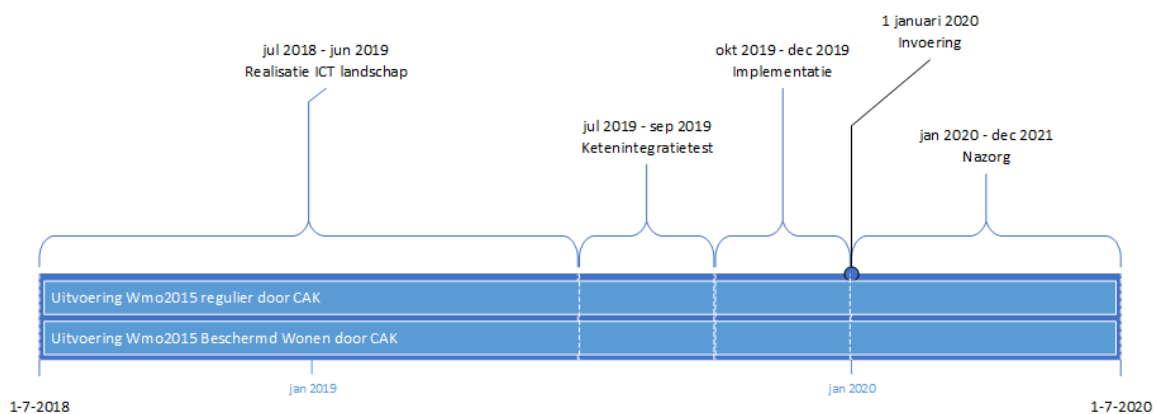 1 januari 2020
Invoering
jul 2018 - jun 2019
Realisatie ICT landschap
okt 2019 - dec 2019
Implementatie
jul 2019 - sep 2019
Ketenintegratietest
jan 2020 - dec 2021
Nazorg
Uitvoering Wmo2015 regulier door CAK
Uitvoering Wmo2015 Beschermd Wonen door CAK
jan 2019
jan 2020
1-7-2018
1-7-2020